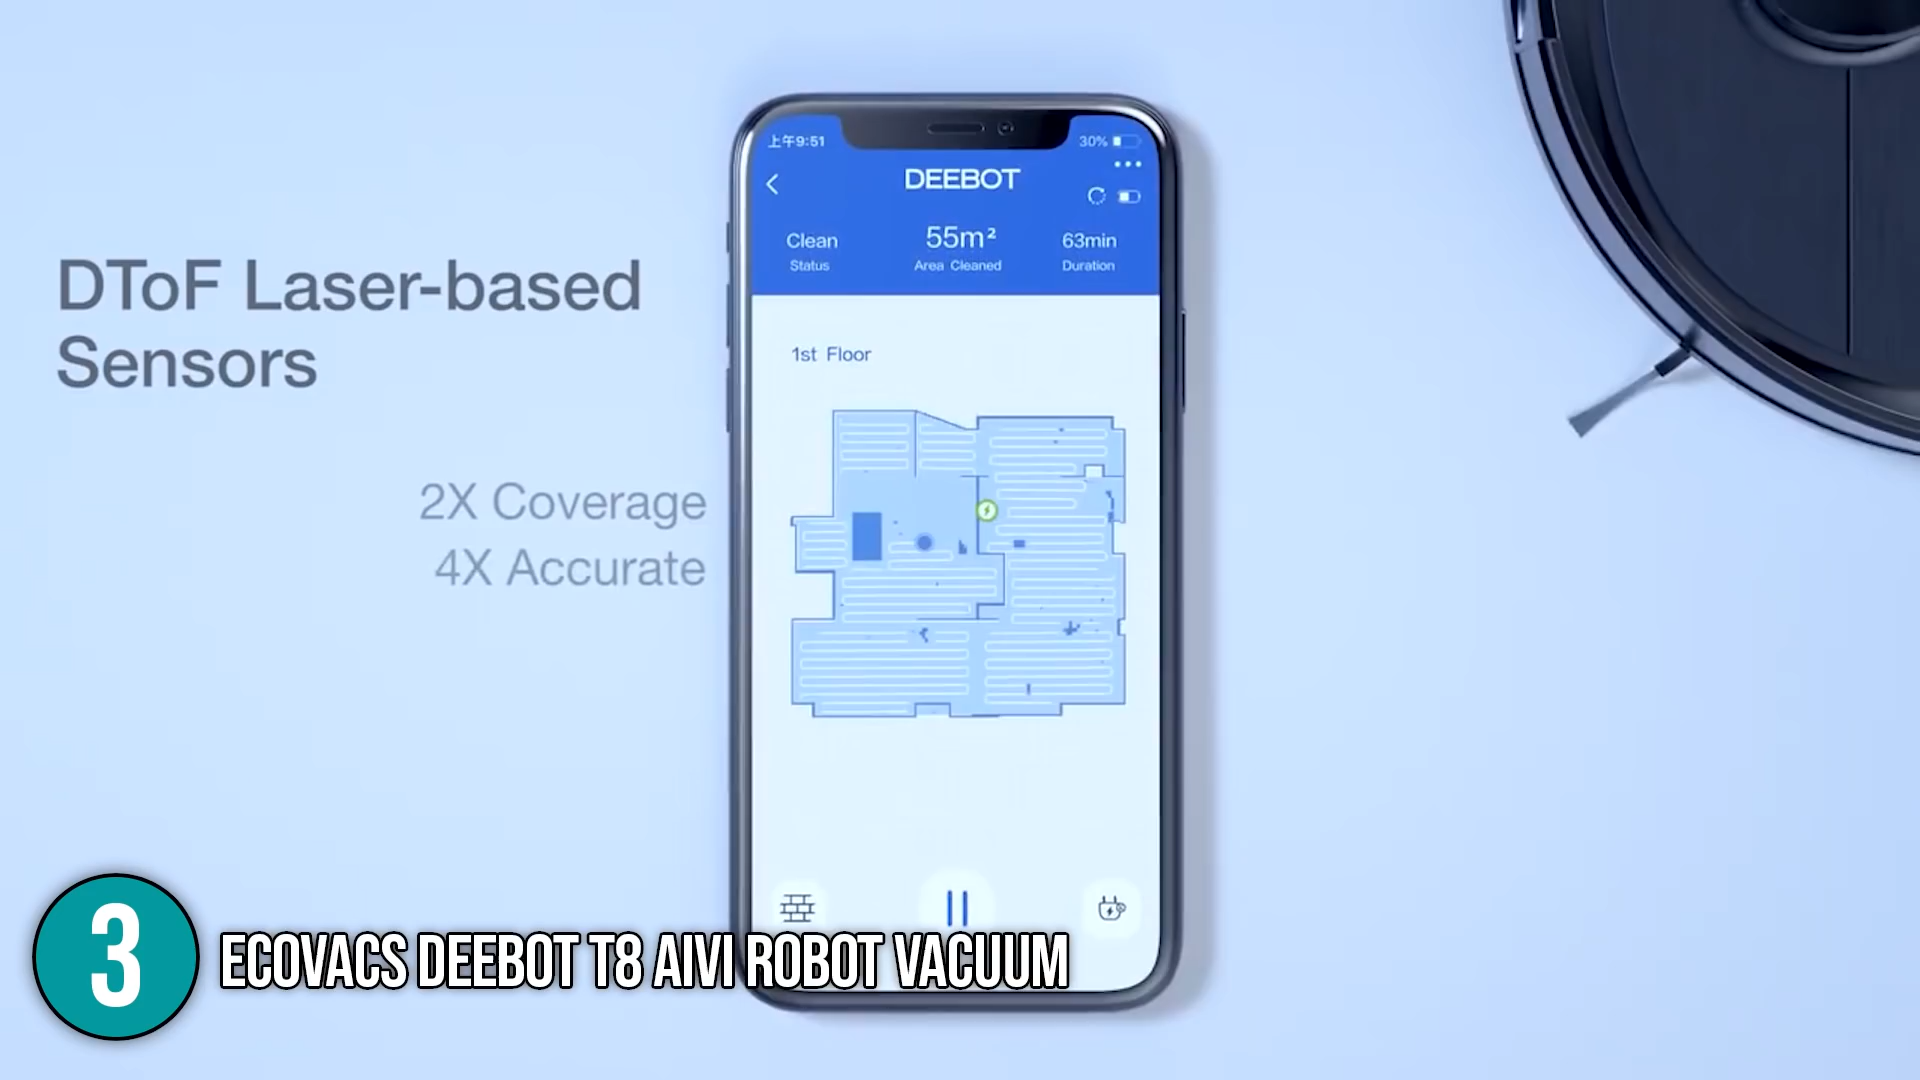 上午9:51
30%
DEEBOT
Clean
Status
55m²
Area Cleaned
63min
Duration
1st Floor
DToF Laser-based
Sensors
2X Coverage
4X Accurate
3
ECOVACS DEEBOT T8 AIVI ROBOT VACUUM